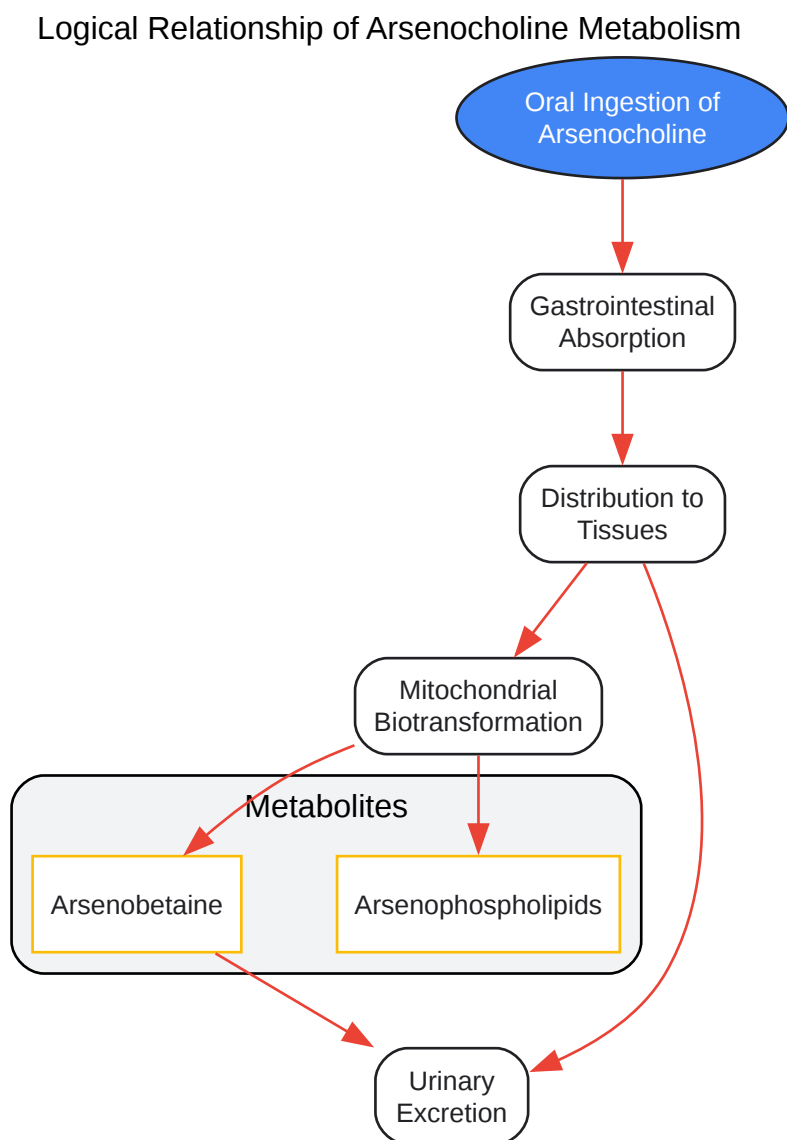 Logical Relationship of Arsenocholine Metabolism
Oral Ingestion of
Arsenocholine
Gastrointestinal
Absorption
Distribution to
Tissues
Mitochondrial
Biotransformation
Metabolites
Arsenobetaine
Arsenophospholipids
Urinary
Excretion